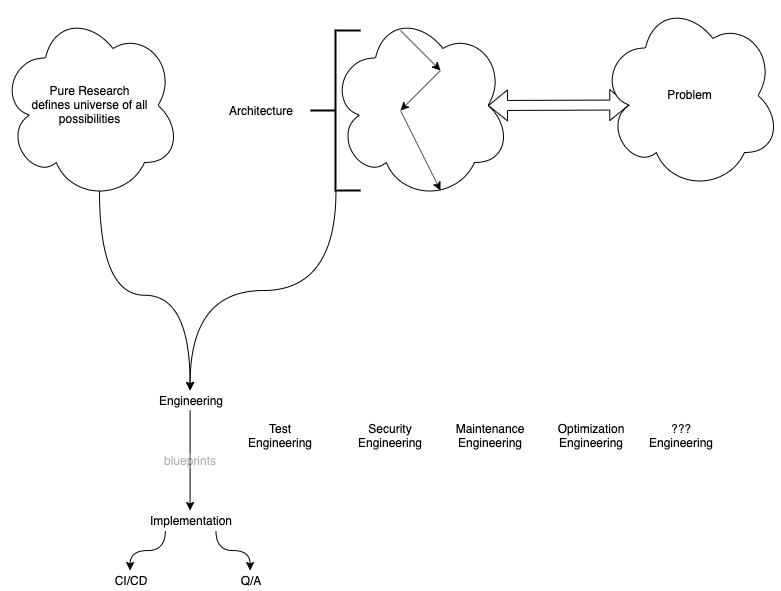 Pure Research
defines universe of all
possibilities
Architecture
Problem
Engineering
Test
Engineering
Security
Engineering
Maintenance
Engineering
Optimization
Engineering
???
Engineering
blueprints
Implementation
CI/CD
Q/A